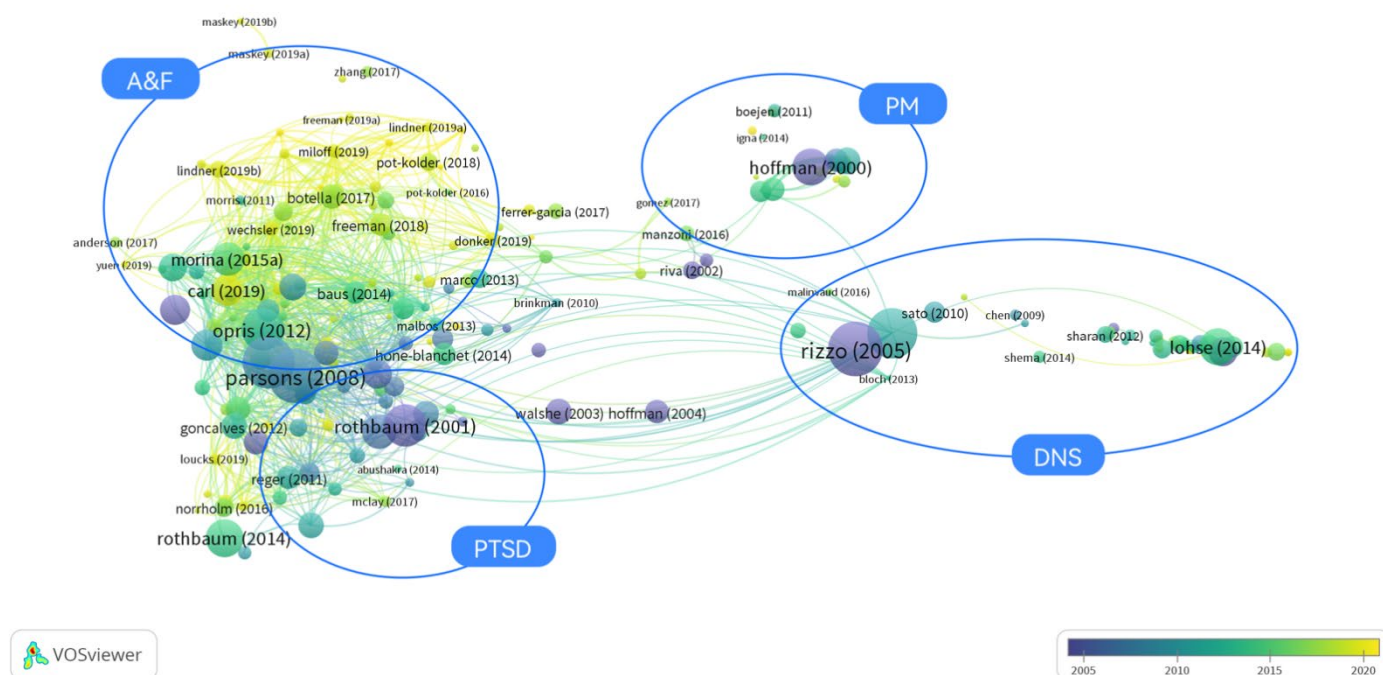 maskey (2019b)
maskey (2019a)
A&F
zhang (2017)
freeman (2019a)
lindner (2019a)
miloff (2019)
lindner (2019b)
pot-kolder (2018)
morris (2011)
botella (2017)
pot-kolder (2016)
wechsler (2019)
freeman (2018)
ferrer-garcia (2017)
anderson (2017)
donker (2019)
yuen (2019)
morina (2015a)
carl (2019)
baus (2014)
marco (2013)
brinkman (2010)
opris (2012)
malbos (2013)
hone-blanchet (2014)
parsons (2008)
PM
boejen (2011)
igna (2014)
hoffman (2000)
gomez (2017)
manzoni (2016)
riva (2002)
malinvaud (2016)
sato (2010)
chen (2009)
sharan (2012)
rizzo (2005)
shema (2014)
lohse (2014)
bloch (2013)
DNS
walshe (2003)
hoffman (2004)
goncalves (2012)
rothbaum (2001)
loucks (2019)
reger (2011)
abushakra (2014)
norrholm (2016)
mclay (2017)
rothbaum (2014)
PTSD
VOSviewer
2005
2010
2015
2020